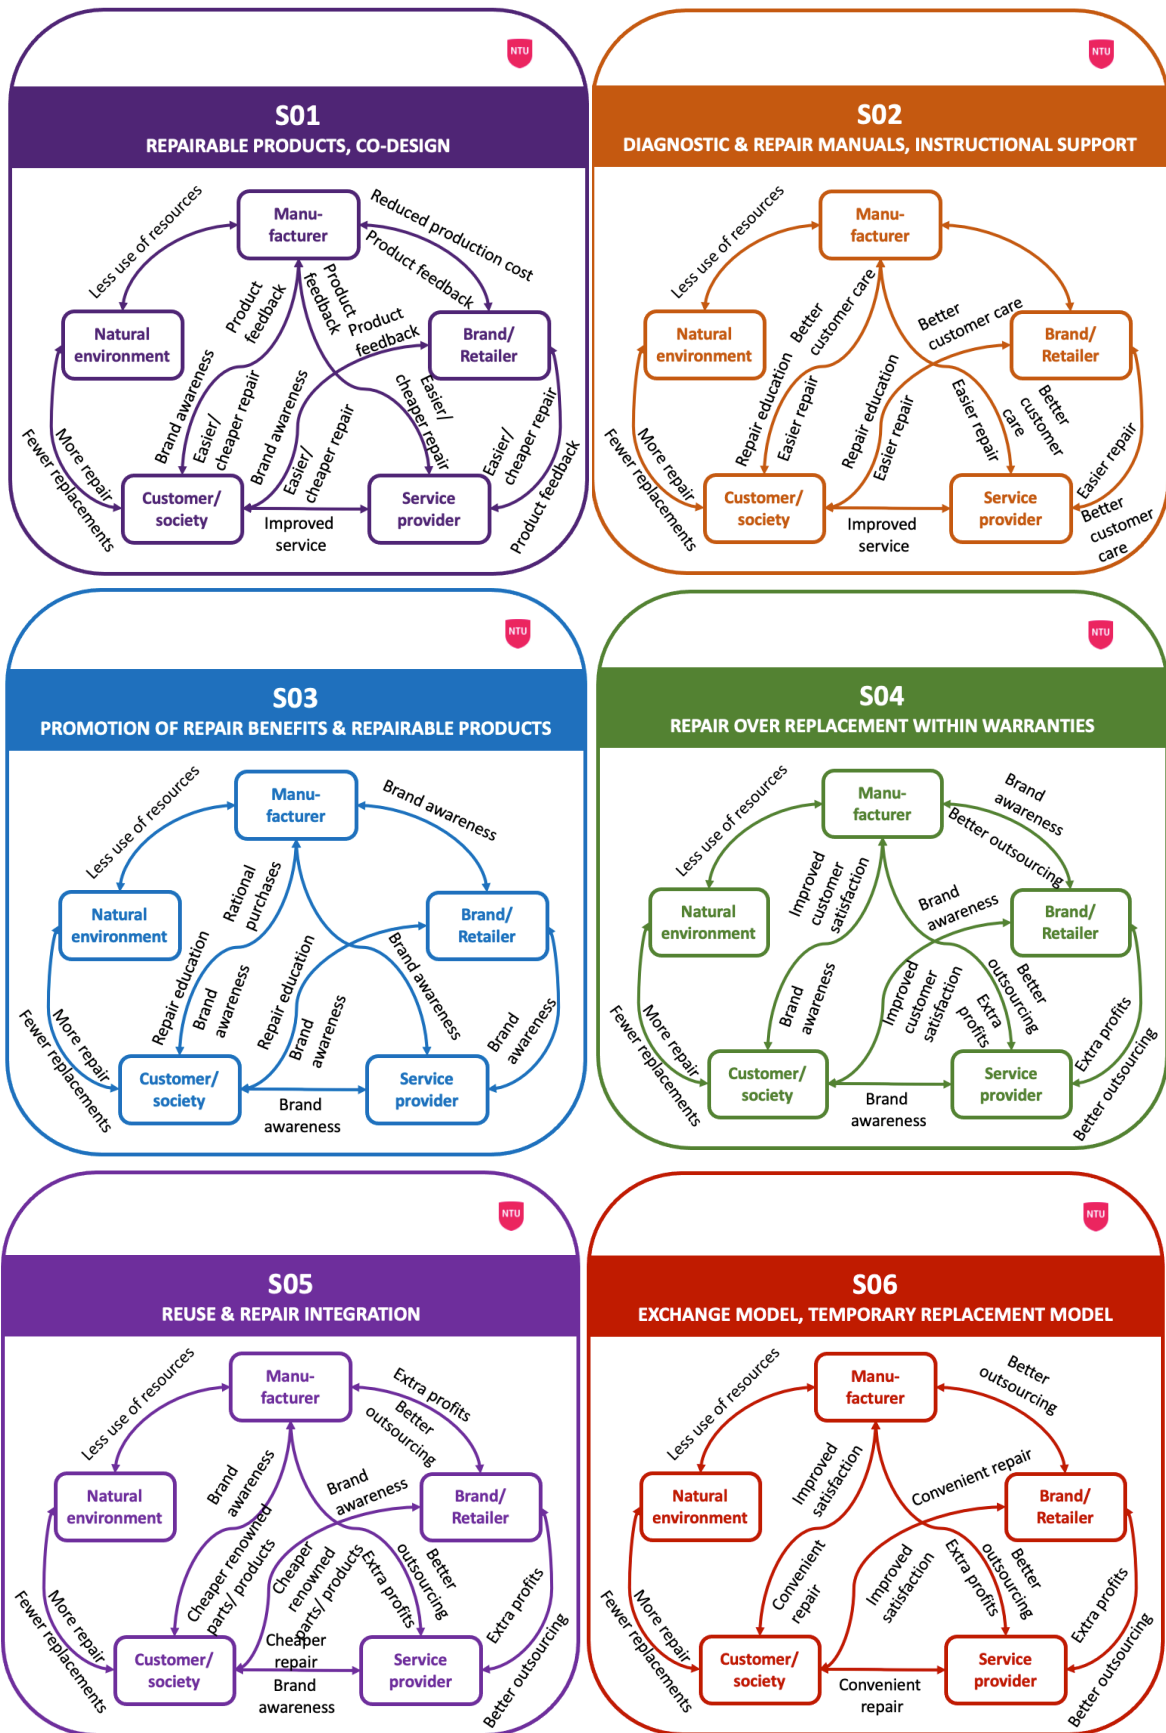 NTU
S01
REPAIRABLE PRODUCTS, CO-DESIGN
Manu-
facturer
Less use of resources
Reduced production cost
Product feedback
Product
feedback
Product
feedback
Product
feedback
Natural
environment
Brand/
Retailer
Brand awareness
Easier/
cheaper repair
Brand awareness
Easier/
cheaper repair
Easier/
cheaper repair
Easier/
cheaper repair
Product feedback
More repair
Fewer replacements
Customer/
society
Service
provider
Improved
service
NTU
S02
DIAGNOSTIC & REPAIR MANUALS, INSTRUCTIONAL SUPPORT
Manu-
facturer
Less use of resources
Better
customer care
Better
customer care
Natural
environment
Brand/
Retailer
Repair education
Easier repair
Repair education
Easier repair
Easier repair
Better
customer
care
Easier repair
Better
customer
care
More repair
Fewer replacements
Customer/
society
Service
provider
Improved
service
NTU
S03
PROMOTION OF REPAIR BENEFITS & REPAIRABLE PRODUCTS
Manu-
facturer
Less use of resources
Brand awareness
Rational
purchases
Natural
environment
Brand/
Retailer
Repair education
Brand
awareness
Repair education
Brand
awareness
Brand awareness
Brand
awareness
More repair
Fewer replacements
Customer/
society
Service
provider
Brand
awareness
NTU
S04
REPAIR OVER REPLACEMENT WITHIN WARRANTIES
Manu-
facturer
Less use of resources
Brand
awareness
Better outsourcing
Improved
customer
satisfaction
Brand
awareness
Natural
environment
Brand/
Retailer
Brand
awareness
Improved
customer
satisfaction
Better
outsourcing
Extra
profits
Extra profits
Better outsourcing
More repair
Fewer replacements
Customer/
society
Service
provider
Brand
awareness
NTU
S05
REUSE & REPAIR INTEGRATION
Manu-
facturer
Less use of resources
Extra profits
Better
outsourcing
Brand
awareness
Brand
awareness
Natural
environment
Brand/
Retailer
Cheaper renowned
parts/ products
Cheaper
renowned
parts/ products
Better
outsourcing
Extra profits
Extra profits
Better outsourcing
More repair
Fewer replacements
Customer/
society
Service
provider
Cheaper
repair
Brand
awareness
NTU
S06
EXCHANGE MODEL, TEMPORARY REPLACEMENT MODEL
Manu-
facturer
Less use of resources
Better
outsourcing
Improved
satisfaction
Convenient repair
Natural
environment
Brand/
Retailer
Convenient
repair
Improved
satisfaction
Better
outsourcing
Extra profits
Extra profits
Better outsourcing
More repair
Fewer replacements
Customer/
society
Service
provider
Convenient
repair